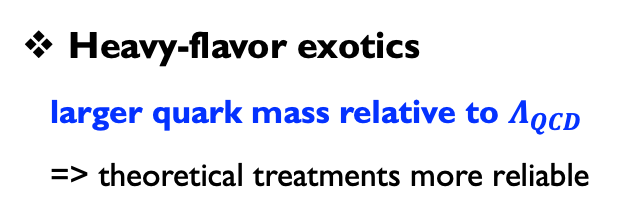 ❖ Heavy-flavor exotics
larger quark mass relative to Λ_QCD
=> theoretical treatments more reliable